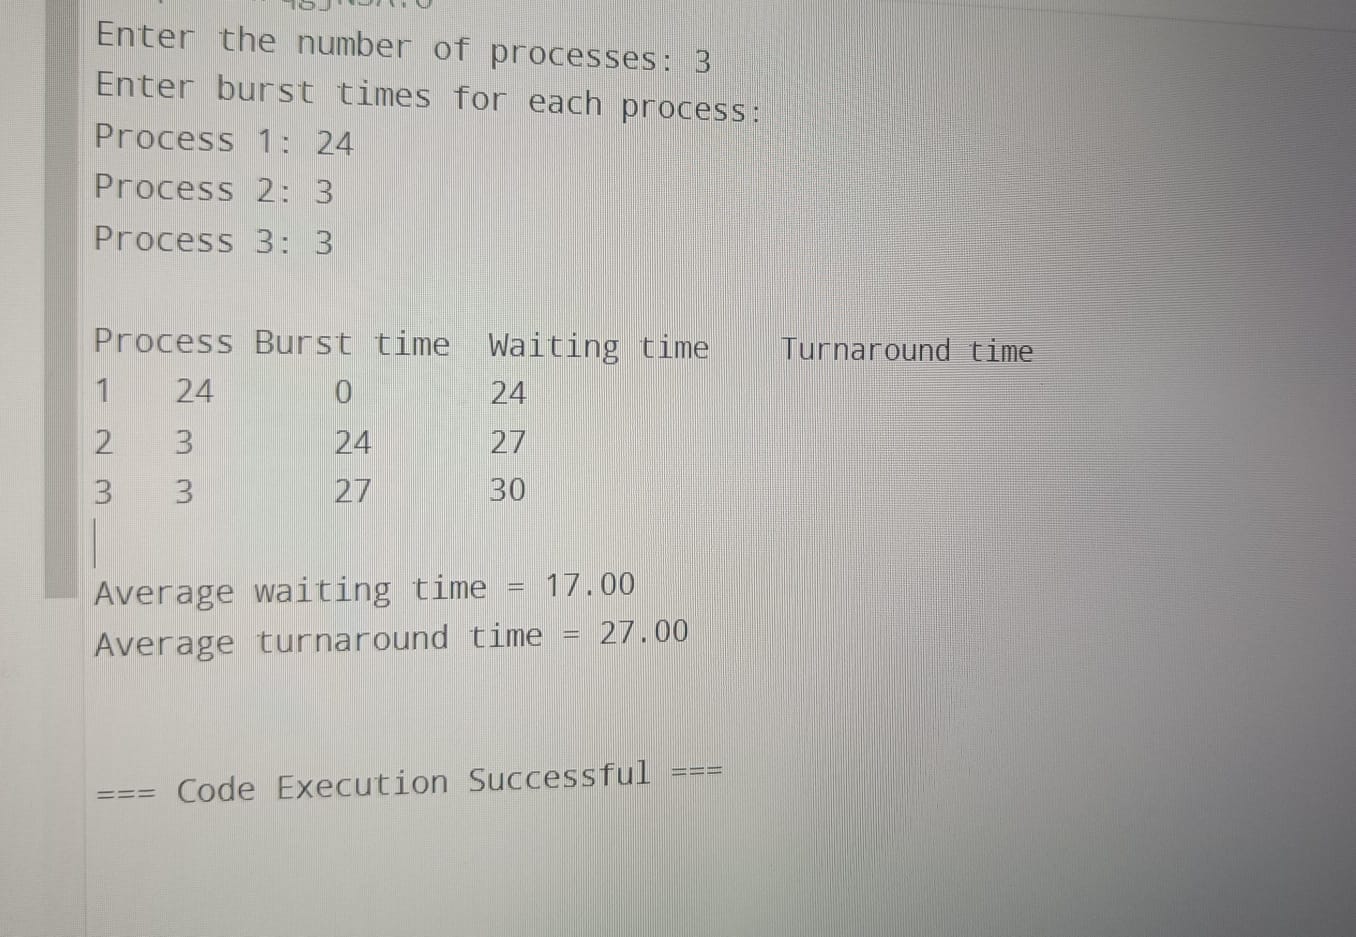 Enter the number of processes: 3
Enter burst times for each process:
Process 1: 24
Process 2: 3
Process 3: 3
Process Burst time Waiting time Turnaround time
1 24 0 24
2 3 24 27
3 3 27 30
Average waiting time = 17.00
Average turnaround time = 27.00
=== Code Execution Successful ===